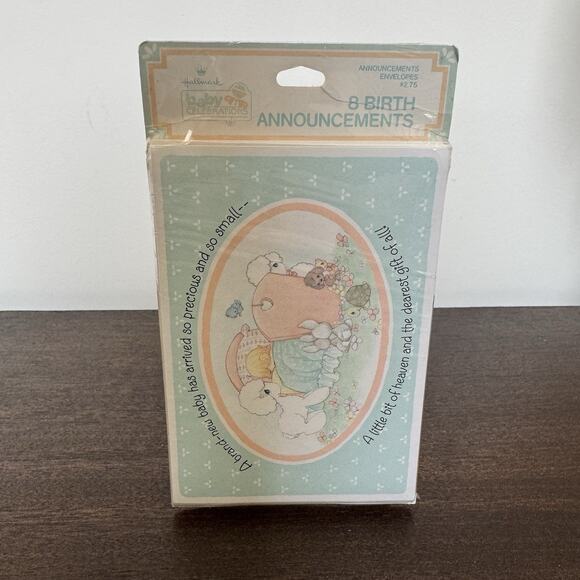 Hallmark
baby
CELEBRATIONS
ANNOUNCEMENTS
ENVELOPES
$2.75
8 BIRTH
ANNOUNCEMENTS
A brand-new baby has arrived so precious and so small--
A little bit of heaven and the dearest gift of all!